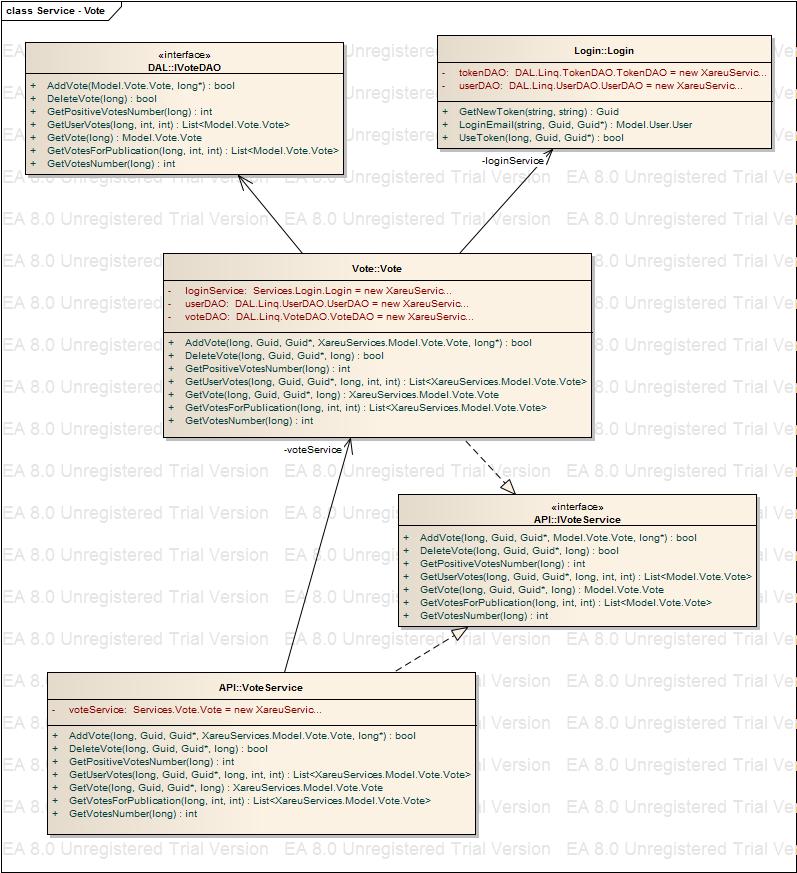 class Service - Vote
«interface»
DAL::IVoteDAO
+ AddVote(Model.Vote.Vote, long*) : bool
+ DeleteVote(long) : bool
+ GetPositiveVotesNumber(long) : int
+ GetUserVotes(long, int, int) : List<Model.Vote.Vote>
+ GetVote(long) : Model.Vote.Vote
+ GetVotesForPublication(long, int, int) : List<Model.Vote.Vote>
+ GetVotesNumber(long) : int
Login::Login
- tokenDAO: DAL.Linq.TokenDAO.TokenDAO = new XareuServic...
- userDAO: DAL.Linq.UserDAO.UserDAO = new XareuServic...
+ GetNewToken(string, string) : Guid
+ LoginEmail(string, Guid, Guid*) : Model.User.User
+ UseToken(long, Guid, Guid*) : bool
-loginService
Vote::Vote
- loginService: Services.Login.Login = new XareuServic...
- userDAO: DAL.Linq.UserDAO.UserDAO = new XareuServic...
- voteDAO: DAL.Linq.VoteDAO.VoteDAO = new XareuServic...
+ AddVote(long, Guid, Guid*, XareuServices.Model.Vote.Vote, long*) : bool
+ DeleteVote(long, Guid, Guid*, long) : bool
+ GetPositiveVotesNumber(long) : int
+ GetUserVotes(long, Guid, Guid*, long, int, int) : List<XareuServices.Model.Vote.Vote>
+ GetVote(long, Guid, Guid*, long) : XareuServices.Model.Vote.Vote
+ GetVotesForPublication(long, int, int) : List<XareuServices.Model.Vote.Vote>
+ GetVotesNumber(long) : int
-voteService
«interface»
API::IVoteService
+ AddVote(long, Guid, Guid*, Model.Vote.Vote, long*) : bool
+ DeleteVote(long, Guid, Guid*, long) : bool
+ GetPositiveVotesNumber(long) : int
+ GetUserVotes(long, Guid, Guid*, long, int, int) : List<Model.Vote.Vote>
+ GetVote(long, Guid, Guid*, long) : Model.Vote.Vote
+ GetVotesForPublication(long, int, int) : List<Model.Vote.Vote>
+ GetVotesNumber(long) : int
API::VoteService
- voteService: Services.Vote.Vote = new XareuServic...
+ AddVote(long, Guid, Guid*, XareuServices.Model.Vote.Vote, long*) : bool
+ DeleteVote(long, Guid, Guid*, long) : bool
+ GetPositiveVotesNumber(long) : int
+ GetUserVotes(long, Guid, Guid*, long, int, int) : List<XareuServices.Model.Vote.Vote>
+ GetVote(long, Guid, Guid*, long) : XareuServices.Model.Vote.Vote
+ GetVotesForPublication(long, int, int) : List<XareuServices.Model.Vote.Vote>
+ GetVotesNumber(long) : int
EA 8.0 Unregistered Trial Version